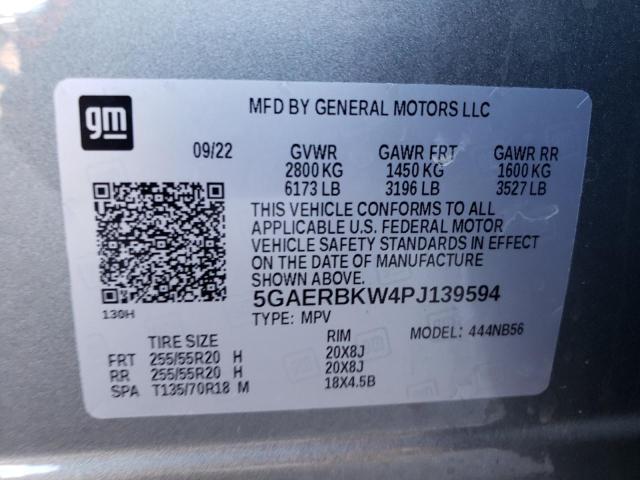 gm
MFD BY GENERAL MOTORS LLC
09/22 GVWR GAWR FRT GAWR RR
2800 KG 1450 KG 1600 KG
6173 LB 3196 LB 3527 LB
THIS VEHICLE CONFORMS TO ALL
APPLICABLE U.S. FEDERAL MOTOR
VEHICLE SAFETY STANDARDS IN EFFECT
ON THE DATE OF MANUFACTURE
SHOWN ABOVE.
130H
5GAERBKW4PJ139594
TYPE: MPV MODEL: 444NB56
TIRE SIZE RIM
FRT 255/55R20 H 20X8J
RR 255/55R20 H 20X8J
SPA T135/70R18 M 18X4.5B